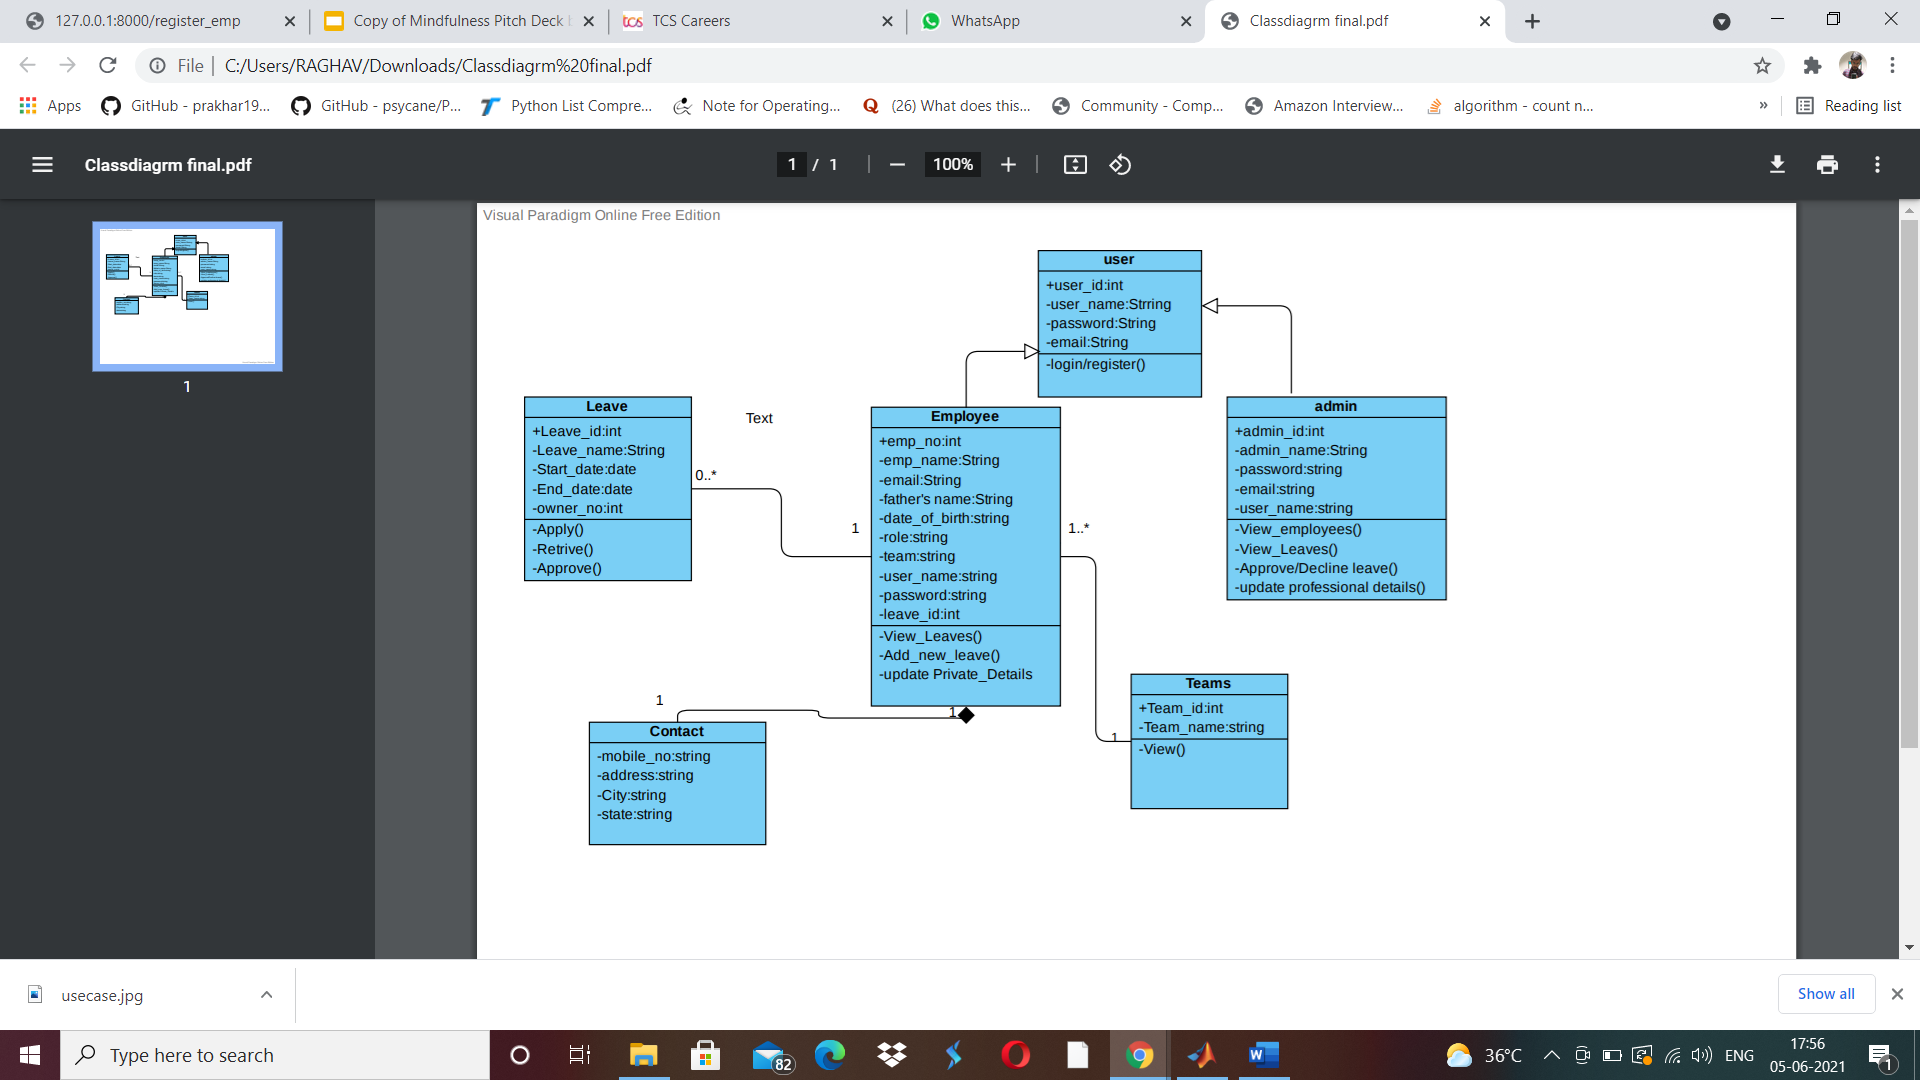 127.0.0.1:8000/register_emp
Copy of Mindfulness Pitch Deck
tcs TCS Careers
WhatsApp
Classdiagrm final.pdf
File
C:/Users/RAGHAV/Downloads/Classdiagrm%20final.pdf
Apps
GitHub - prakhar19...
GitHub - psycane/P...
Python List Compre...
Note for Operating...
(26) What does this...
Community - Comp...
Amazon Interview...
algorithm - count n...
»
Reading list
Classdiagrm final.pdf
1 / 1
100%
1
Visual Paradigm Online Free Edition
user
+user_id:int
-user_name:Strring
-password:String
-email:String
-login/register()
Leave
+Leave_id:int
-Leave_name:String
-Start_date:date
-End_date:date
-owner_no:int
-Apply()
-Retrive()
-Approve()
Text
0..*
1
Employee
+emp_no:int
-emp_name:String
-email:String
-father's name:String
-date_of_birth:string
-role:string
-team:string
-user_name:string
-password:string
-leave_id:int
-View_Leaves()
-Add_new_leave()
-update Private_Details
1..*
admin
+admin_id:int
-admin_name:String
-password:string
-email:string
-user_name:string
-View_employees()
-View_Leaves()
-Approve/Decline leave()
-update professional details()
1
1
Contact
-mobile_no:string
-address:string
-City:string
-state:string
1
Teams
+Team_id:int
-Team_name:string
-View()
usecase.jpg
Show all
Type here to search
82
36°C
ENG
17:56
05-06-2021
1